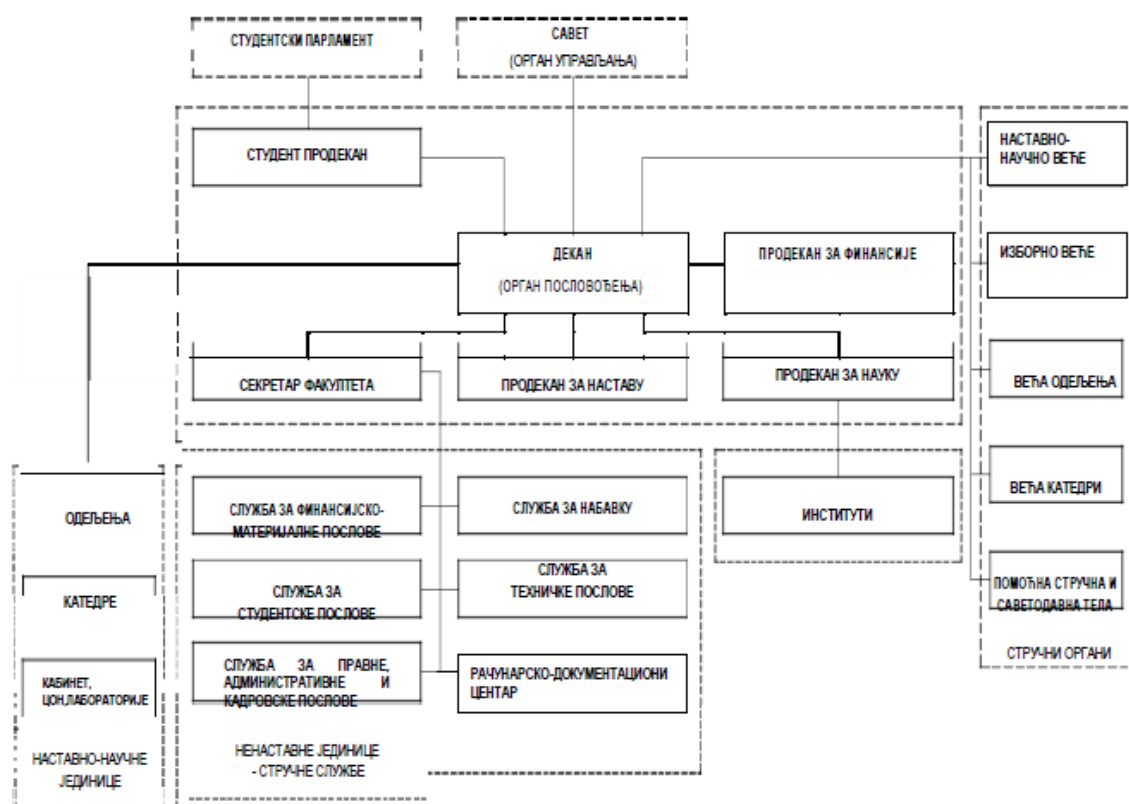 СТУДЕНТСКИ ПАРЛАМЕНТ
САВЕТ
(ОРГАН УПРАВЉАЊА)
СТУДЕНТ ПРОДЕКАН
НАСТАВНО-
НАУЧНО ВЕЋЕ
ДЕКАН
(ОРГАН ПОСЛОВОЂЕЊА)
ПРОДЕКАН ЗА ФИНАНСИЈЕ
ИЗБОРНО ВЕЋЕ
СЕКРЕТАР ФАКУЛТЕТА
ПРОДЕКАН ЗА НАСТАВУ
ПРОДЕКАН ЗА НАУКУ
ВЕЋА ОДЕЉЕЊА
ВЕЋА КАТЕДРИ
ПОМОЋНА СТРУЧНА И
САВЕТОДАВНА ТЕЛА
СТРУЧНИ ОРГАНИ
ОДЕЉЕЊА
КАТЕДРЕ
КАБИНЕТ,
ЦОН,ЛАБОРАТОРИЈЕ
НАСТАВНО-НАУЧНЕ
ЈЕДИНИЦЕ
СЛУЖБА ЗА ФИНАНСИЈСКО-
МАТЕРИЈАЛНЕ ПОСЛОВЕ
СЛУЖБА ЗА НАБАВКУ
СЛУЖБА ЗА
СТУДЕНТСКЕ ПОСЛОВЕ
СЛУЖБА ЗА
ТЕХНИЧКЕ ПОСЛОВЕ
СЛУЖБА ЗА ПРАВНЕ,
АДМИНИСТРАТИВНЕ И
КАДРОВСКЕ ПОСЛОВЕ
РАЧУНАРСКО-ДОКУМЕНТАЦИОНИ
ЦЕНТАР
НЕНАСТАВНЕ ЈЕДИНИЦЕ
- СТРУЧНЕ СЛУЖБЕ
ИНСТИТУТИ